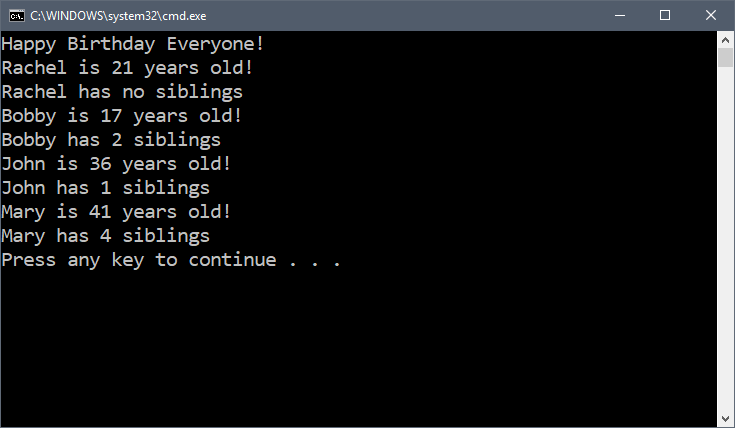 C:\WINDOWS\system32\cmd.exe
Happy Birthday Everyone!
Rachel is 21 years old!
Rachel has no siblings
Bobby is 17 years old!
Bobby has 2 siblings
John is 36 years old!
John has 1 siblings
Mary is 41 years old!
Mary has 4 siblings
Press any key to continue . . .